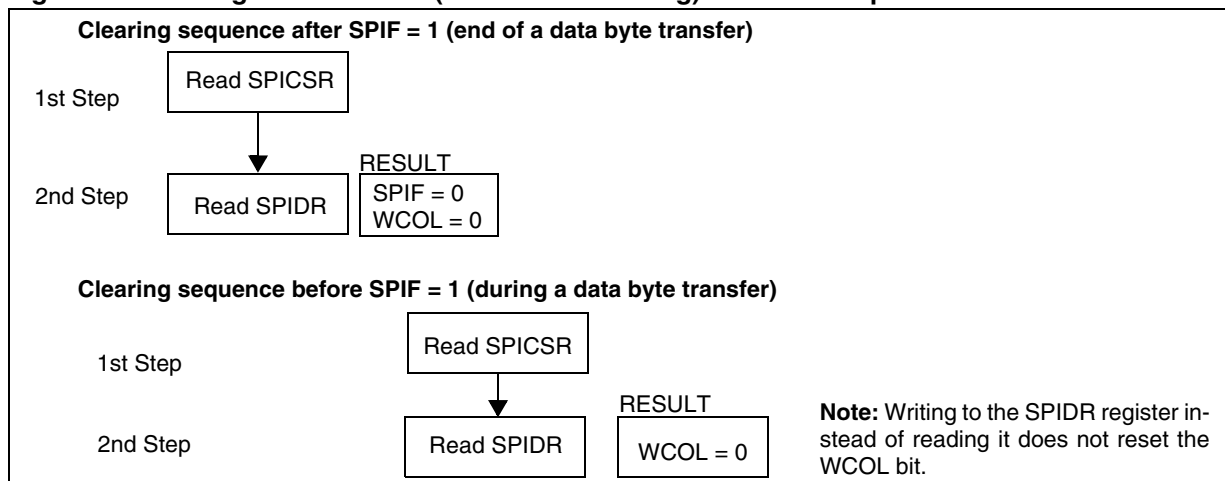 Clearing sequence after SPIF = 1 (end of a data byte transfer)
1st Step
Read SPICSR
RESULT
2nd Step
Read SPIDR
SPIF = 0
WCOL = 0
Clearing sequence before SPIF = 1 (during a data byte transfer)
1st Step
Read SPICSR
RESULT
2nd Step
Read SPIDR
WCOL = 0
Note: Writing to the SPIDR register in-
stead of reading it does not reset the
WCOL bit.